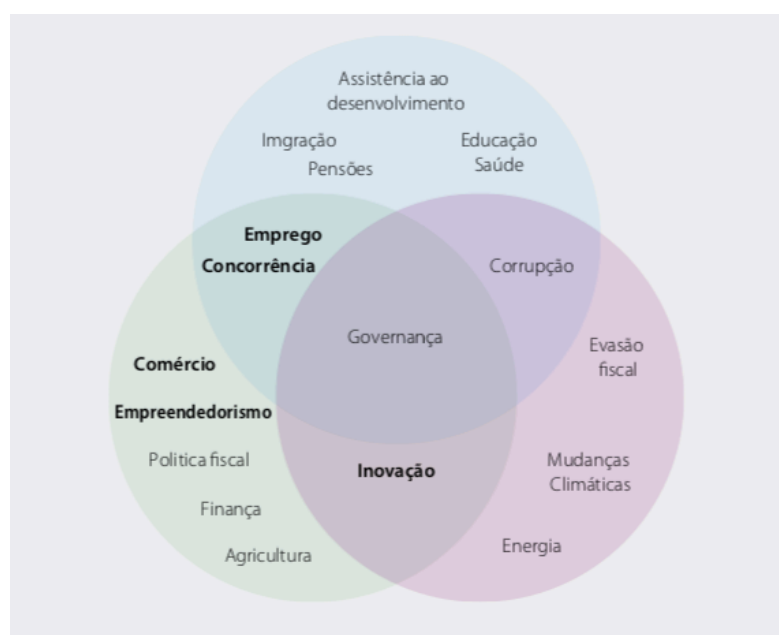 Assistência ao
desenvolvimento
Imgração
Pensões
Educação
Saúde
Emprego
Concorrência
Corrupção
Governança
Evasão
fiscal
Comércio
Empreendedorismo
Politica fiscal
Finança
Agricultura
Inovação
Mudanças
Climáticas
Energia